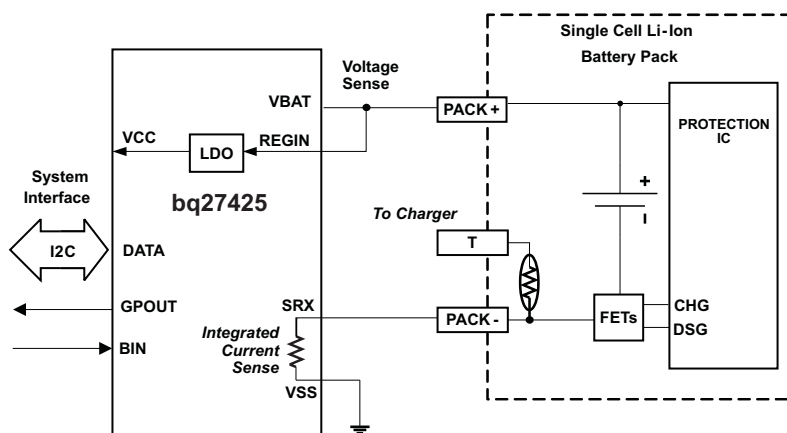 Single Cell Li-Ion
Battery Pack
Voltage
Sense
VBAT
PACK +
PROTECTION
IC
VCC
REGIN
LDO
System
Interface
bq27425
+
To Charger
I2C
DATA
T
GPOUT
SRX
PACK -
FETs
CHG
DSG
BIN
Integrated
Current
Sense
VSS